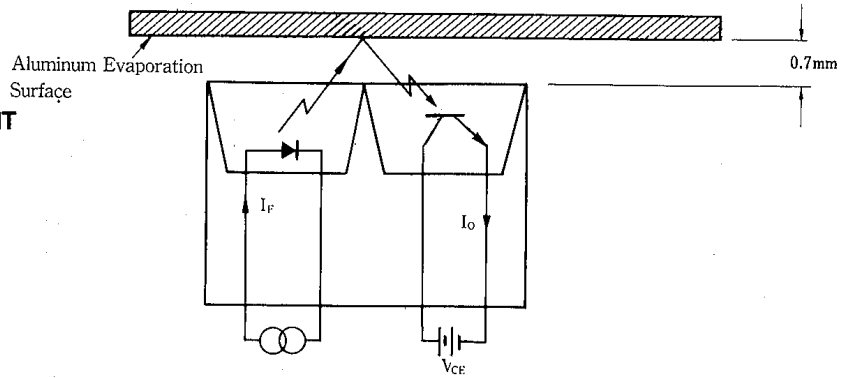 Aluminum Evaporation
Surface
0.7mm
IF
IO
VCE